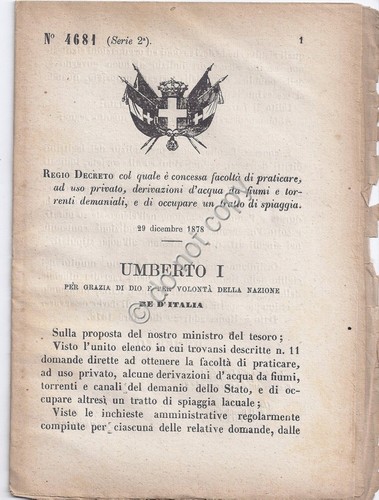 N° 4681 (Serie 2ª). 1
REGIO DECRETO col quale è concessa facoltà di praticare,
ad uso privato, derivazioni d'acqua da fiumi e tor-
renti demaniali, e di occupare un tratto di spiaggia.
29 dicembre 1878
UMBERTO I
PER GRAZIA DI DIO E PER VOLONTÀ DELLA NAZIONE
RE D'ITALIA
Sulla proposta del nostro ministro del tesoro;
Visto l'unito elenco in cui trovansi descritte n. 11
domande dirette ad ottenere la facoltà di praticare,
ad uso privato, alcune derivazioni d'acqua da fiumi,
torrenti e canali del demanio dello Stato, e di oc-
cupare altresì un tratto di spiaggia lacuale;
Viste le inchieste amministrative regolarmente
compiute per ciascuna delle relative domande, dalle